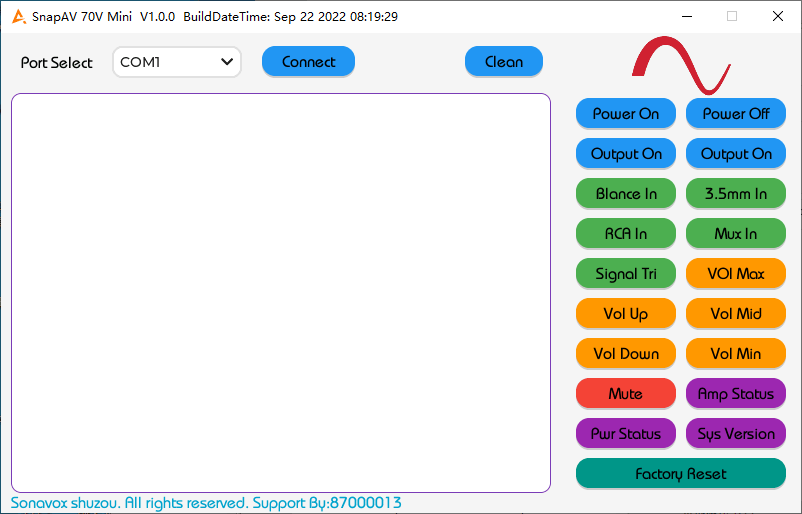 SnapAV 70V Mini V1.0.0 BuildDateTime: Sep 22 2022 08:19:29
Port Select COM1 Connect Clean
Power On Power Off
Output On Output On
Blance In 3.5mm In
RCA In Mux In
Signal Tri VOl Max
Vol Up Vol Mid
Vol Down Vol Min
Mute Amp Status
Pwr Status Sys Version
Factory Reset
Sonavox shuzou. All rights reserved. Support By:87000013